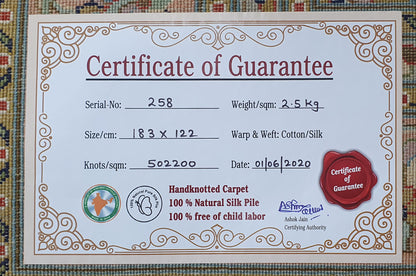 Certificate of Guarantee
Serial-No: 258 Weight/sqm: 2.5 kg
Size/cm: 183 x 122 Warp & Weft: Cotton/Silk
Knots/sqm: 502200 Date: 01/06/2020
Handknotted Carpet
100 % Natural Silk Pile
100 % free of child labor
Certificate
of
Guarantee
Ashok Jain
Certifying Authority